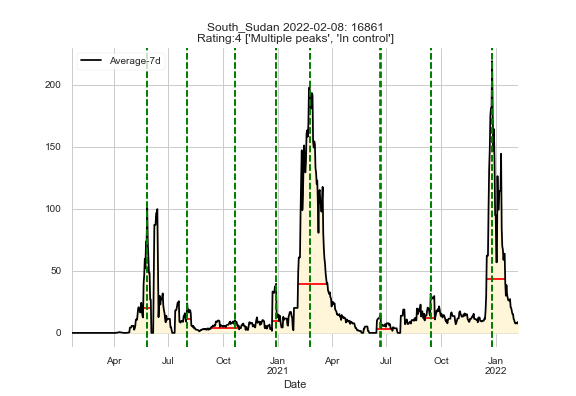 South_Sudan 2022-02-08: 16861
Rating:4 ['Multiple peaks', 'In control']
Average-7d
200
150
100
50
0
Apr Jul Oct Jan Apr Jul Oct Jan
2021 2022
Date